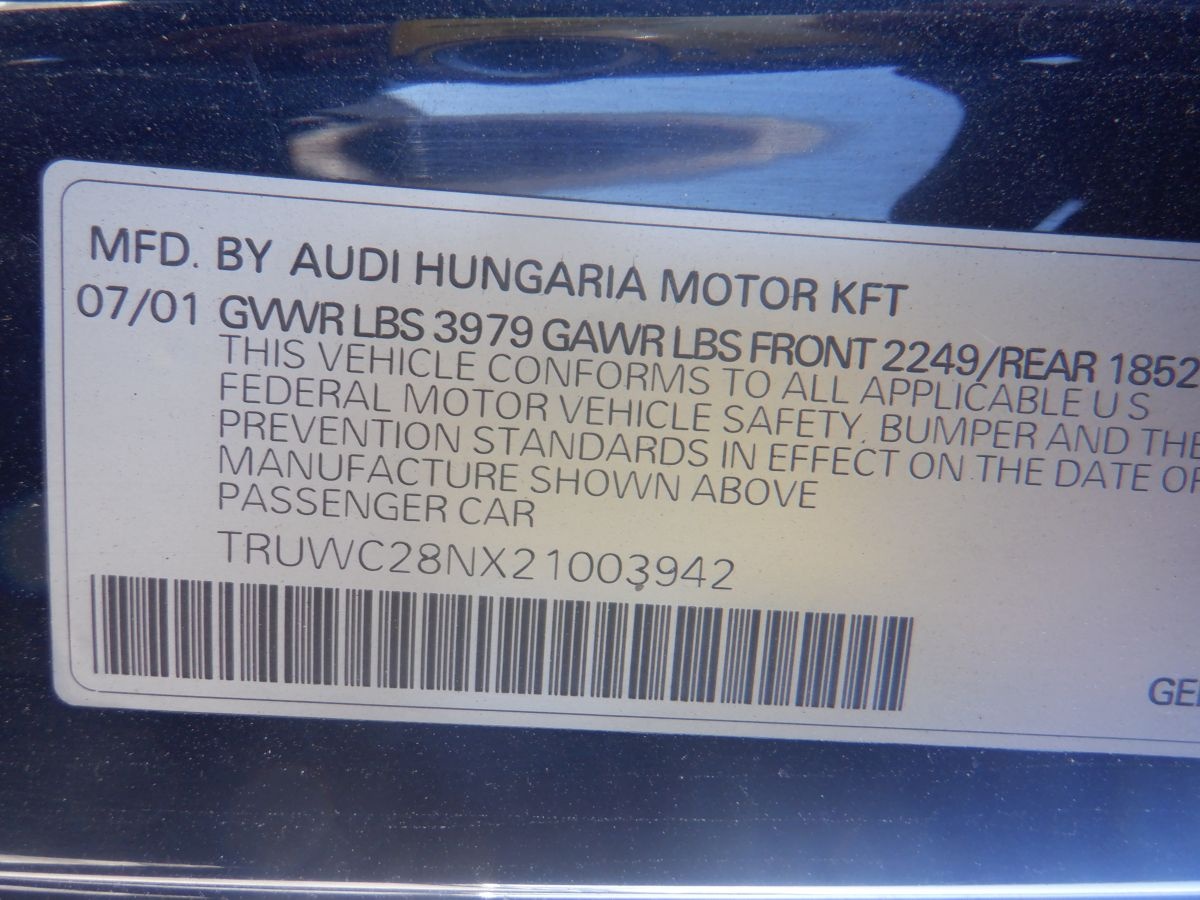 MFD. BY AUDI HUNGARIA MOTOR KFT
07/01 GVWR LBS 3979 GAWR LBS FRONT 2249/REAR 1852
THIS VEHICLE CONFORMS TO ALL APPLICABLE U S
FEDERAL MOTOR VEHICLE SAFETY, BUMPER AND THE
PREVENTION STANDARDS IN EFFECT ON THE DATE OF
MANUFACTURE SHOWN ABOVE
PASSENGER CAR
TRUWC28NX21003942